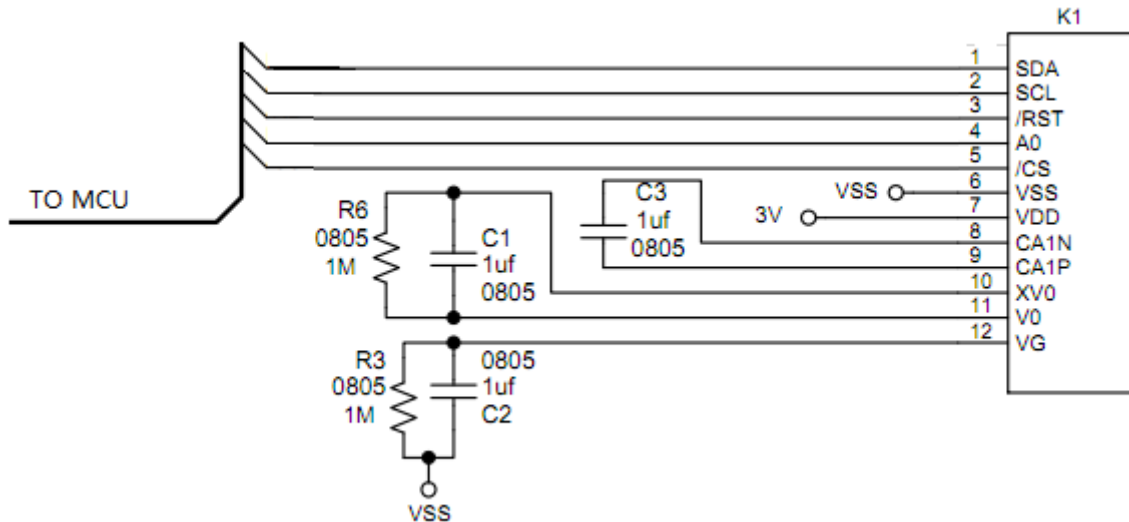 K1
1
SDA
2
SCL
3
/RST
4
A0
5
/CS
TO MCU
VSS
6
VSS
3V
7
VDD
8
CA1N
9
CA1P
10
XV0
11
V0
12
VG
R6
0805
1M
C1
1uf
0805
C3
1uf
0805
R3
0805
1M
0805
1uf
C2
VSS